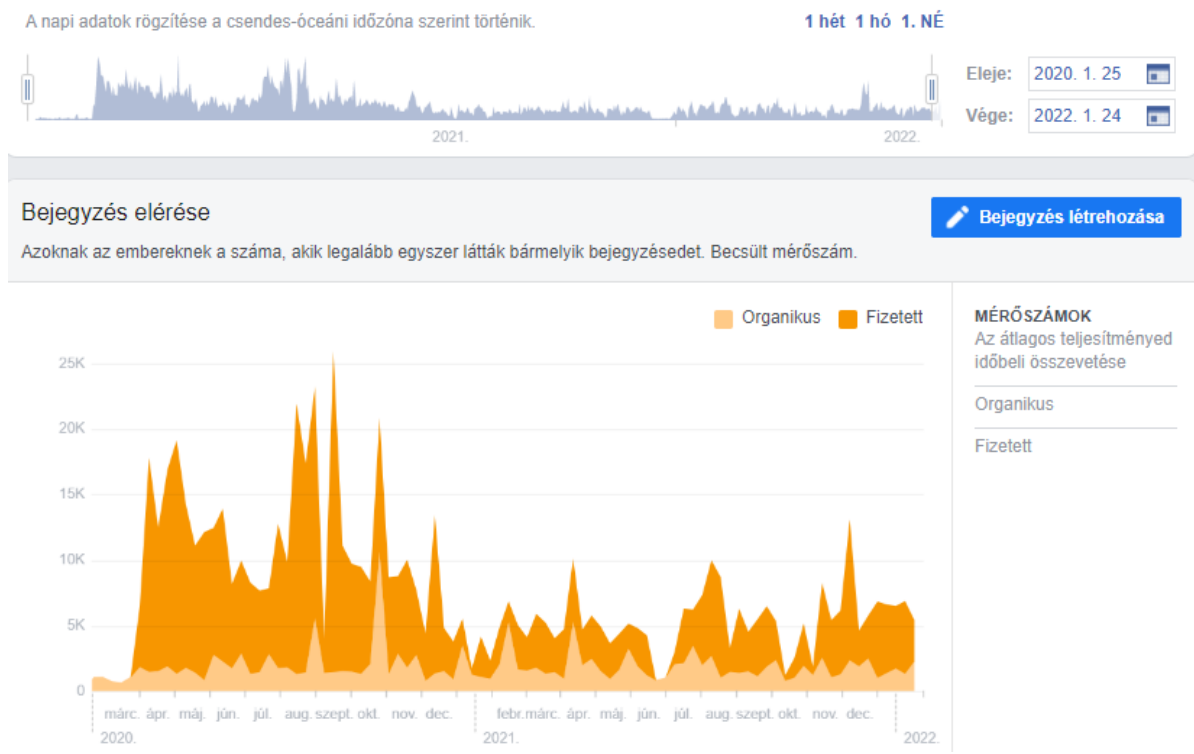 A napi adatok rögzítése a csendes-óceáni időzóna szerint történik.
1 hét 1 hó 1. NÉ
Eleje: 2020. 1. 25
Vége: 2022. 1. 24
2021. 2022.
Bejegyzés elérése
Bejegyzés létrehozása
Azoknak az embereknek a száma, akik legalább egyszer látták bármelyik bejegyzésedet. Becsült mérőszám.
Organikus Fizetett
25K
20K
15K
10K
5K
0
márc. ápr. máj. jún. júl. aug. szept. okt. nov. dec. febr. márc. ápr. máj. jún. júl. aug. szept. okt. nov. dec.
2020. 2021. 2022.
MÉRŐSZÁMOK
Az átlagos teljesítményed
időbeli összevetése
Organikus
Fizetett